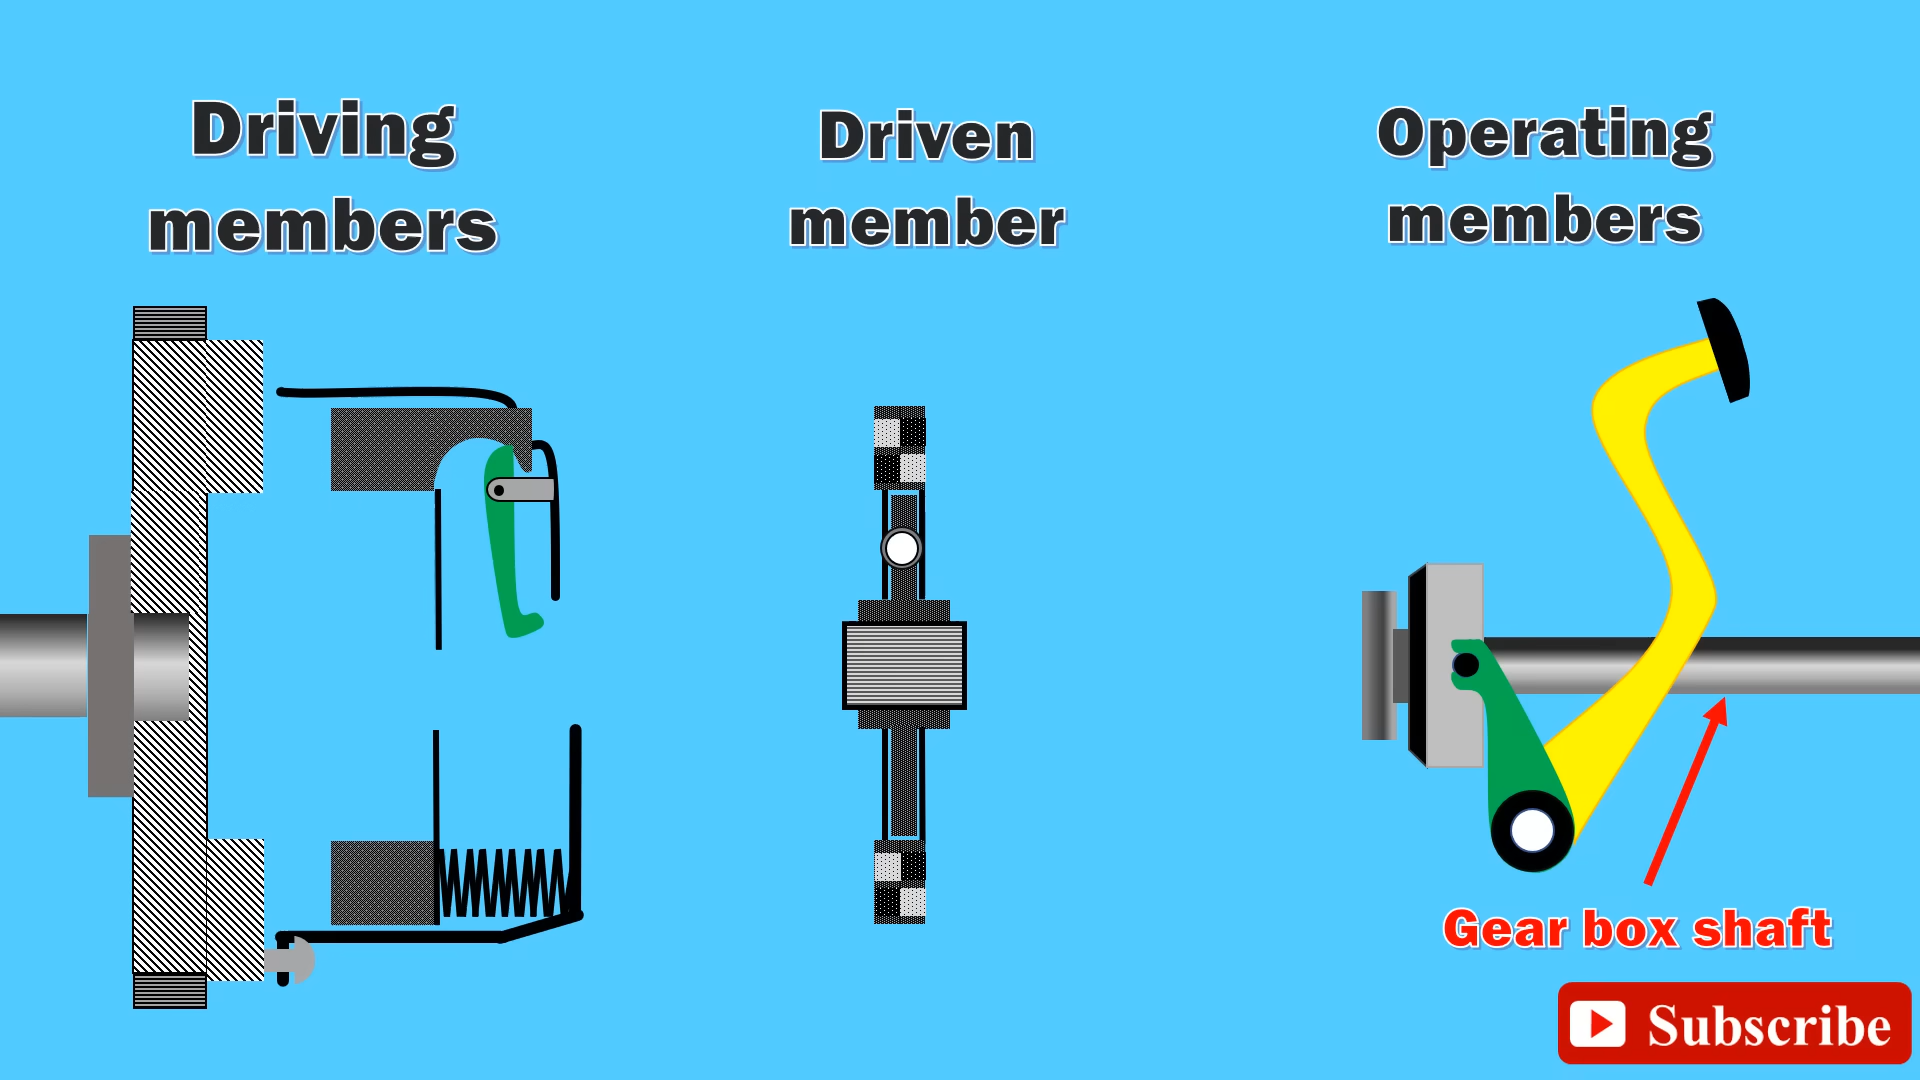 Driving
members
Driven
member
Operating
members
Gear box shaft
Subscribe